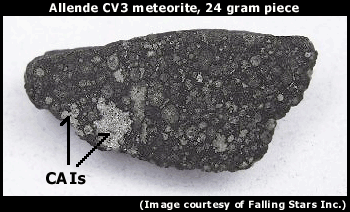 Allende CV3 meteorite, 24 gram piece
CAIs
(Image courtesy of Falling Stars Inc.)